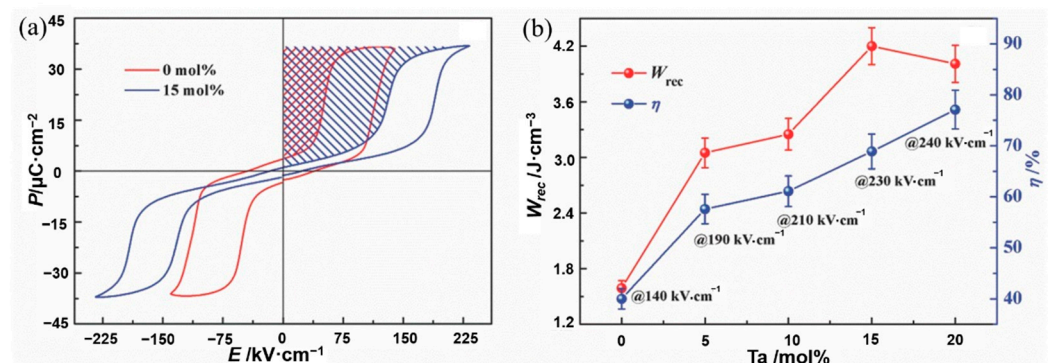 (a)
45
30
15
0
−15
−30
−45
P/μC·cm⁻²
0 mol%
15 mol%
−225 −150 −75 0 75 150 225
E /kV·cm⁻¹
(b)
4.2
3.6
3.0
2.4
1.8
1.2
W_rec /J·cm⁻³
W_rec
η
@140 kV·cm⁻¹
@190 kV·cm⁻¹
@210 kV·cm⁻¹
@230 kV·cm⁻¹
@240 kV·cm⁻¹
90
80
70
60
50
40
η/%
0 5 10 15 20
Ta /mol%